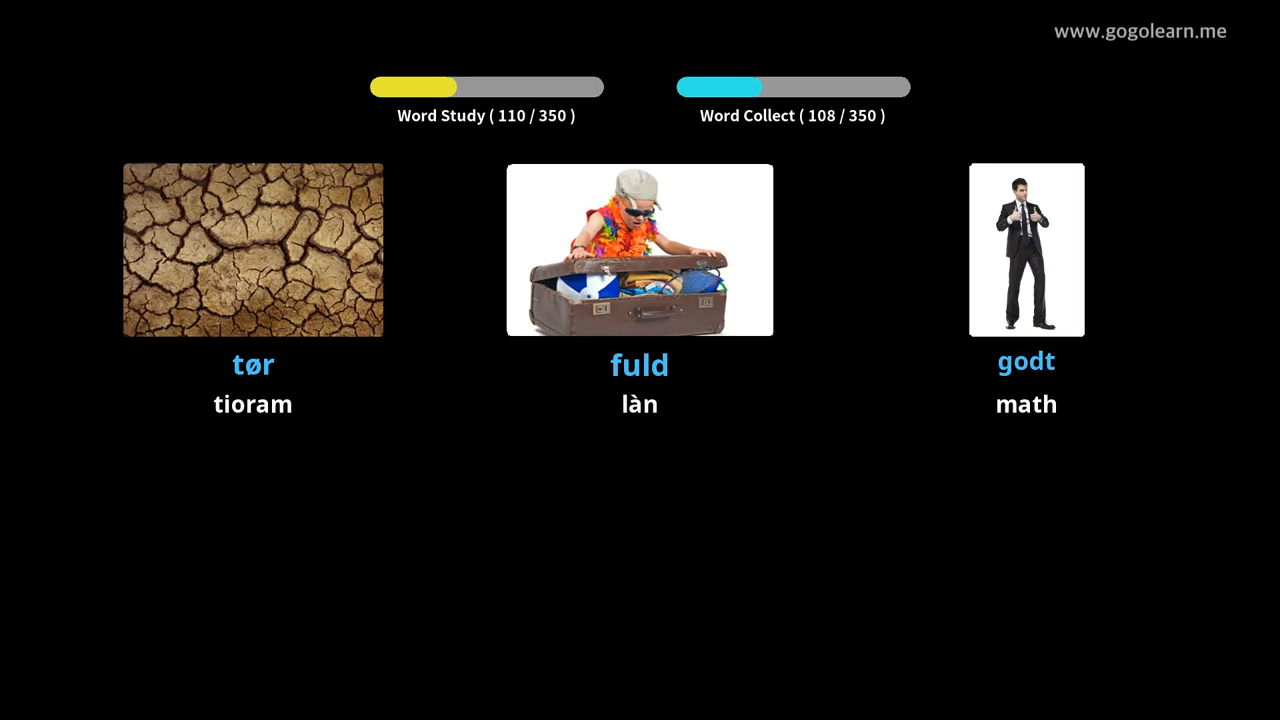 www.gogolearn.me
Word Study ( 110 / 350 )
Word Collect ( 108 / 350 )
tør
fuld
godt
tioram
làn
math